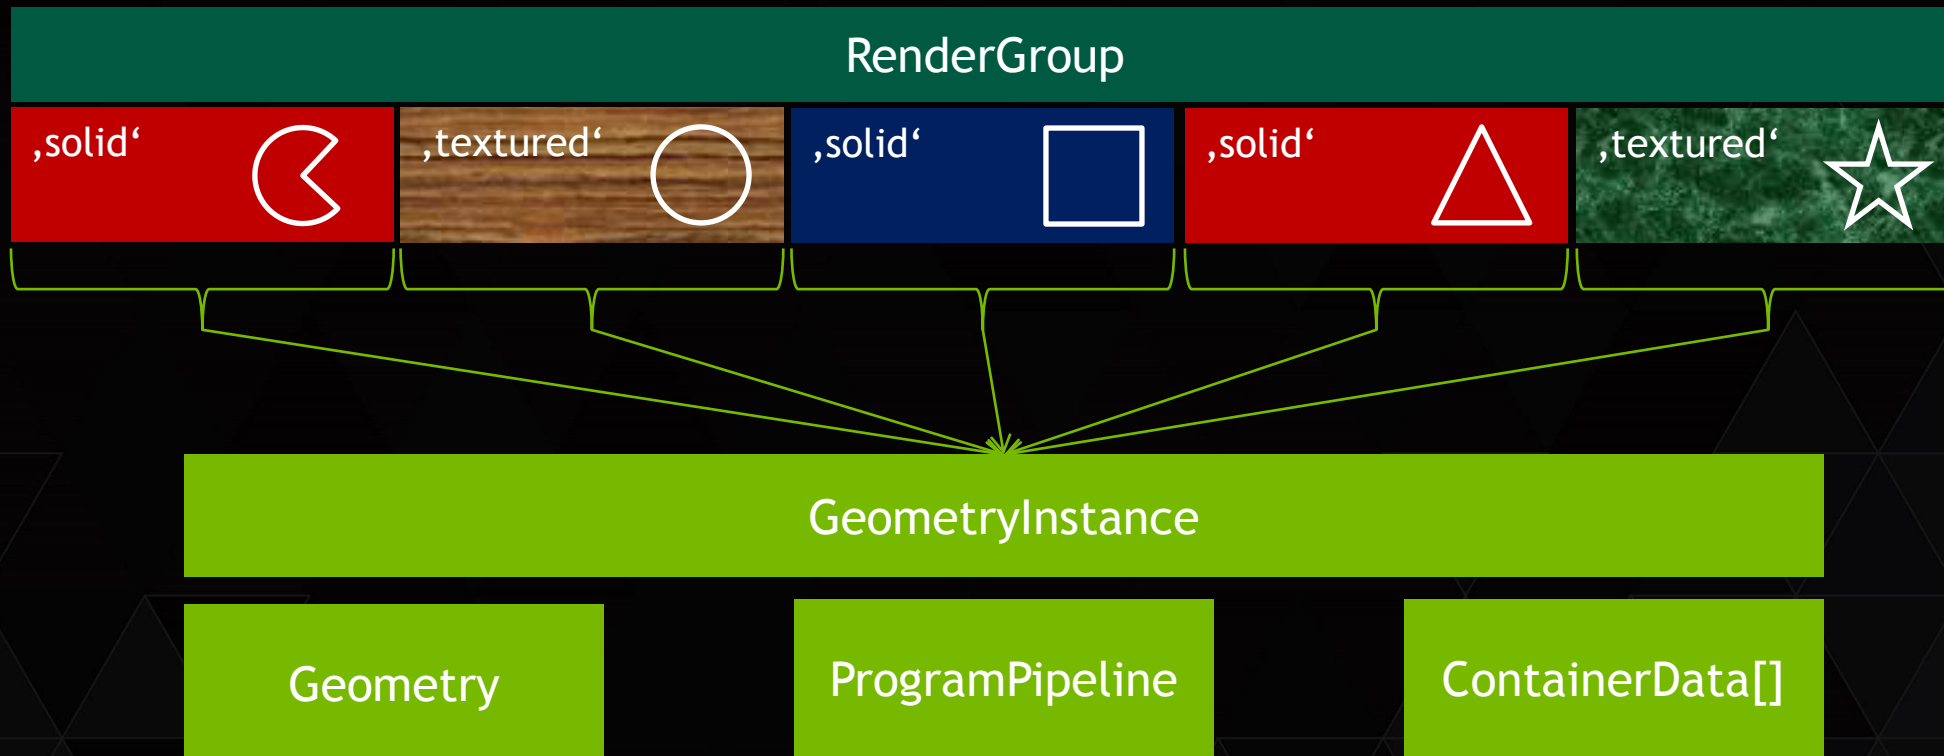 RenderGroup
‚solid‘
‚textured‘
‚solid‘
‚solid‘
‚textured‘
GeometryInstance
Geometry
ProgramPipeline
ContainerData[]